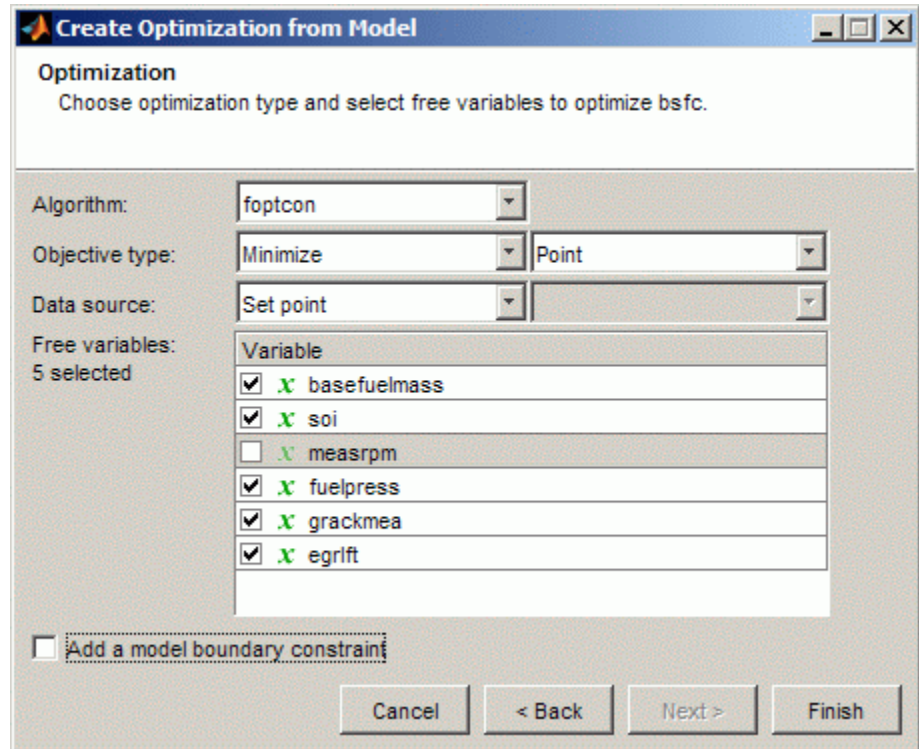 Create Optimization from Model
Optimization
Choose optimization type and select free variables to optimize bsfc.
Algorithm: foptcon
Objective type: Minimize Point
Data source: Set point
Free variables:
5 selected
Variable
x basefuelmass
x soi
x measrpm
x fuelpress
x grackmea
x egrlft
Add a model boundary constraint
Cancel < Back Next > Finish